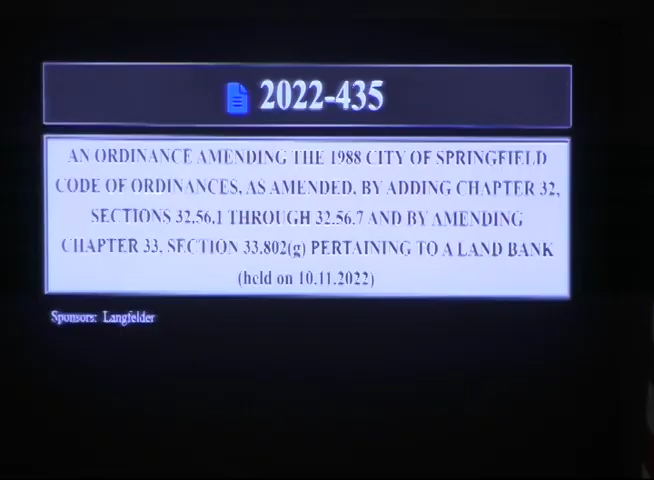 2022-435
AN ORDINANCE AMENDING THE 1988 CITY OF SPRINGFIELD
CODE OF ORDINANCES, AS AMENDED, BY ADDING CHAPTER 32,
SECTIONS 32.56.1 THROUGH 32.56.7 AND BY AMENDING
CHAPTER 33, SECTION 33.802(g) PERTAINING TO A LAND BANK
(held on 10.11.2022)
Sponsors: Langfelder